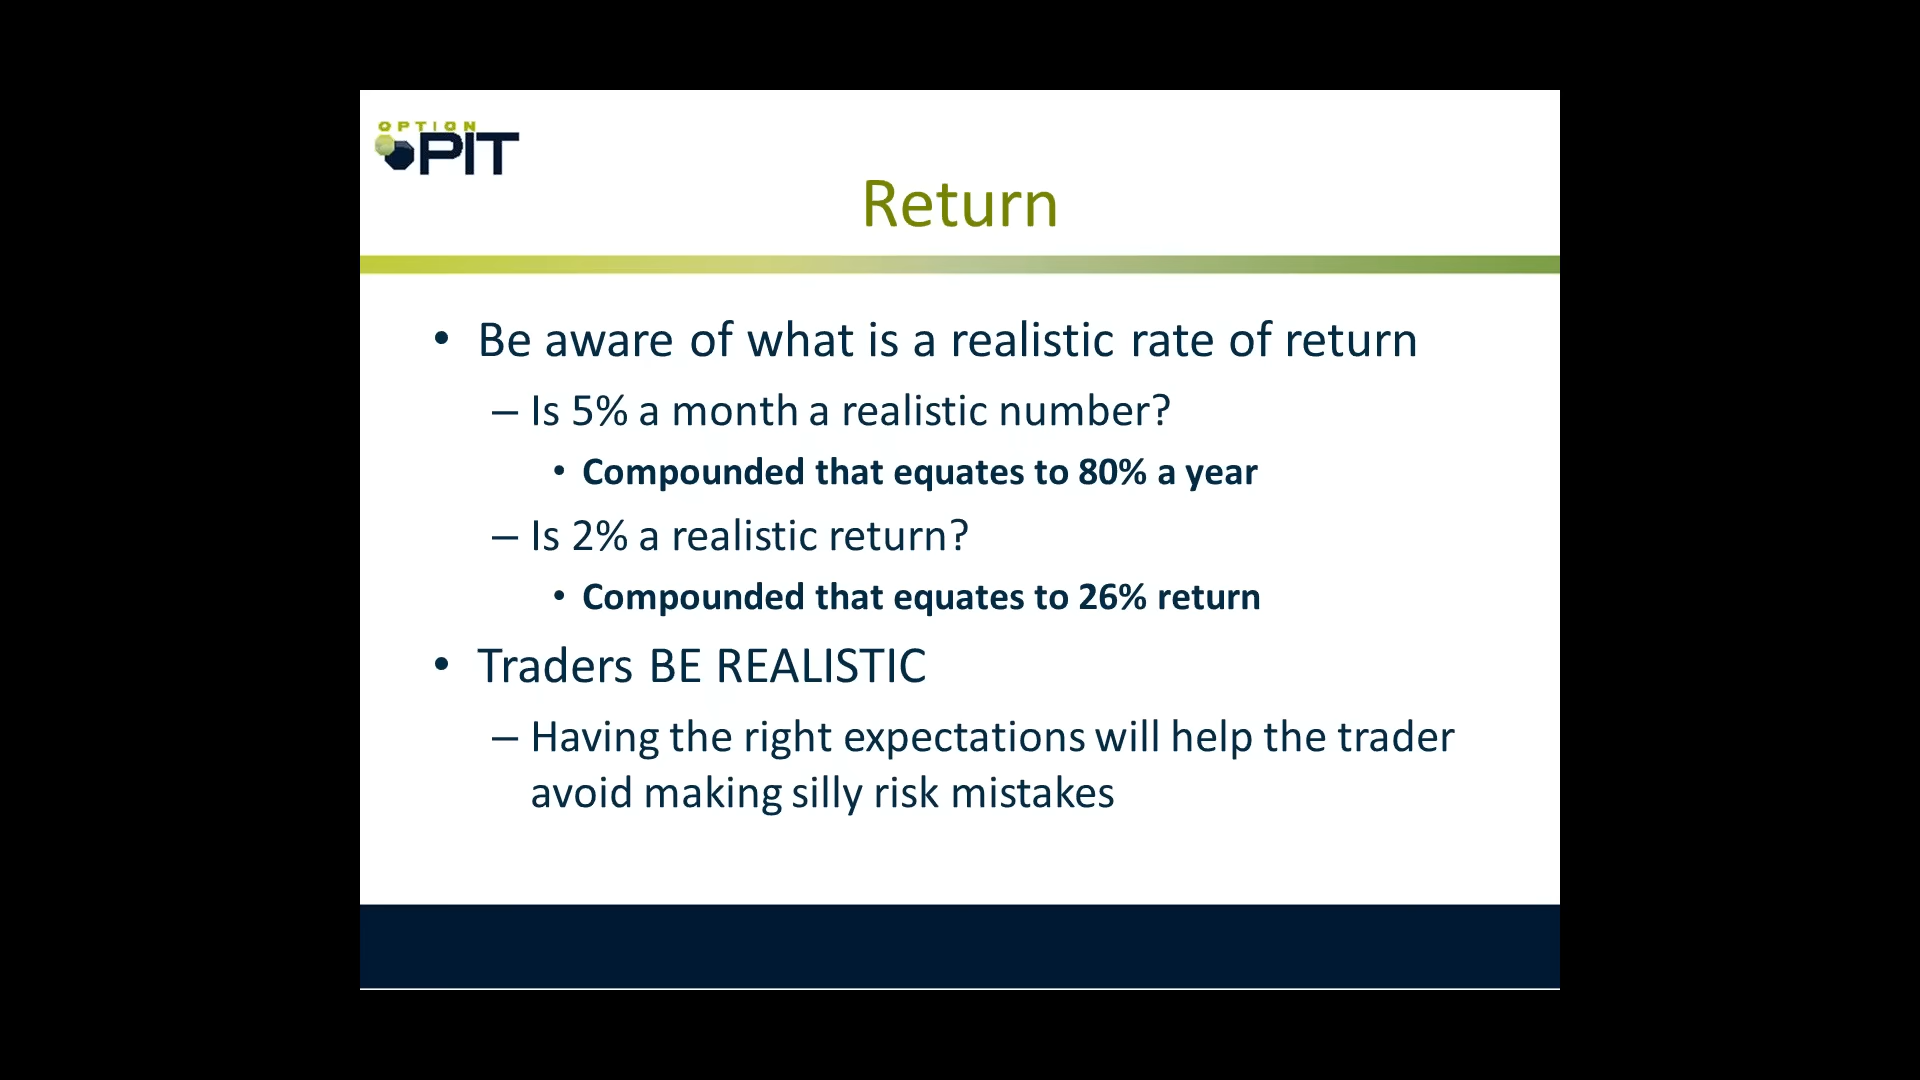 OPTION
PIT
Return
• Be aware of what is a realistic rate of return
– Is 5% a month a realistic number?
• Compounded that equates to 80% a year
– Is 2% a realistic return?
• Compounded that equates to 26% return
• Traders BE REALISTIC
– Having the right expectations will help the trader
avoid making silly risk mistakes